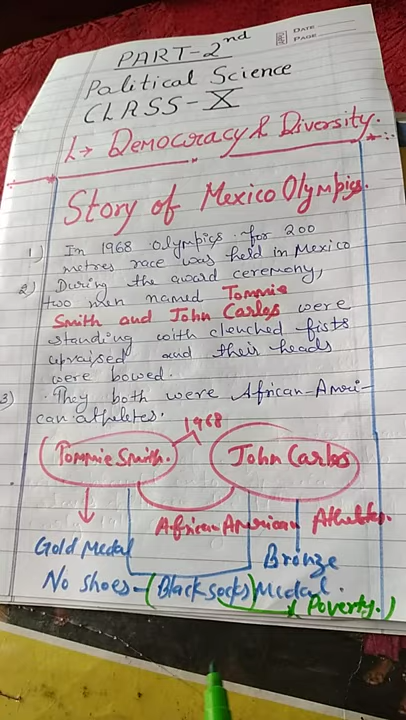 PART-2nd
DATE
PAGE
Palitical Science
CLASS-X
L→ Democracy & Diversity.
Story of Mexico Olympics.
1) In 1968 Olympics for 200
metres race was held in Mexico
2) During the award ceremony,
two men named Tommie
Smith and John Carlos were
standing with clenched fists
upraised and their heads
were bowed.
3) They both were African-Ameri-
can athletes.
1968
Tommie Smith. John Carlos
African American Athletes.
Gold Medal Bronze
No shoes-(Black socks) Medal.
(Poverty.)